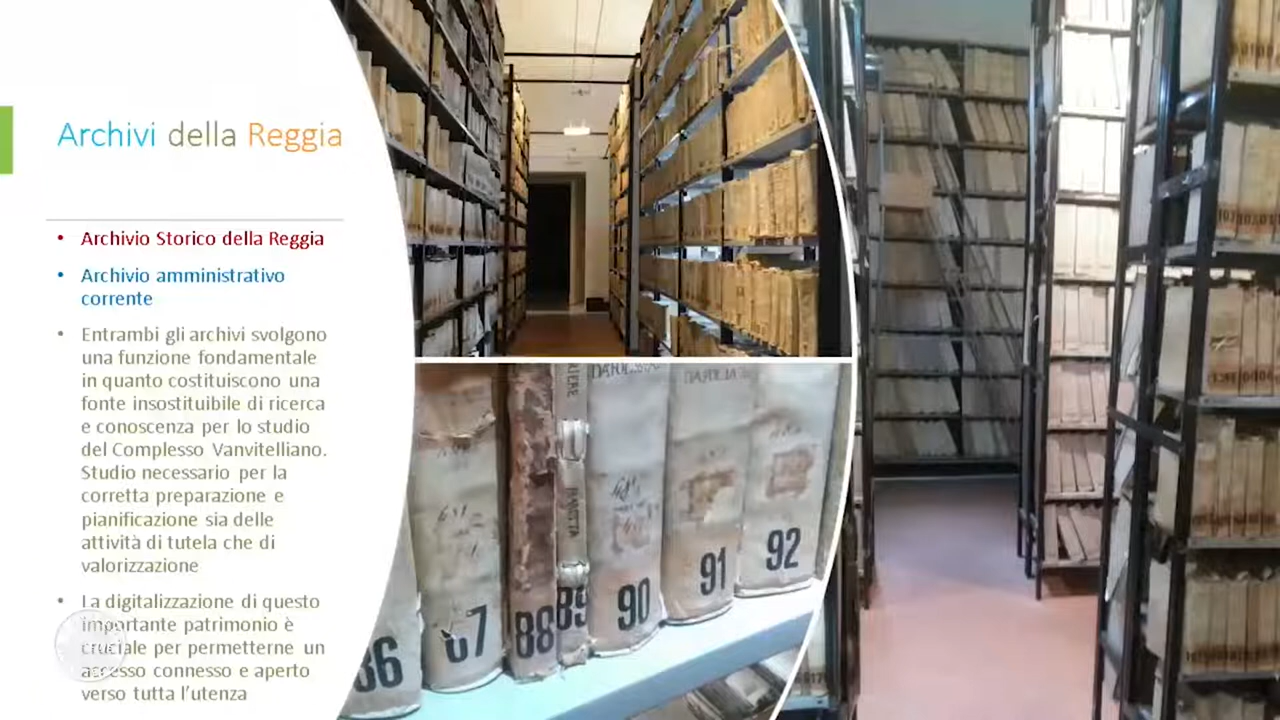 Archivi della Reggia
• Archivio Storico della Reggia
• Archivio amministrativo
corrente
• Entrambi gli archivi svolgono
una funzione fondamentale
in quanto costituiscono una
fonte insostituibile di ricerca
e conoscenza per lo studio
del Complesso Vanvitelliano.
Studio necessario per la
corretta preparazione e
pianificazione sia delle
attività di tutela che di
valorizzazione
• La digitalizzazione di questo
importante patrimonio è
cruciale per permetterne un
accesso connesso e aperto
verso tutta l'utenza
86
87
88
89
90
91
92